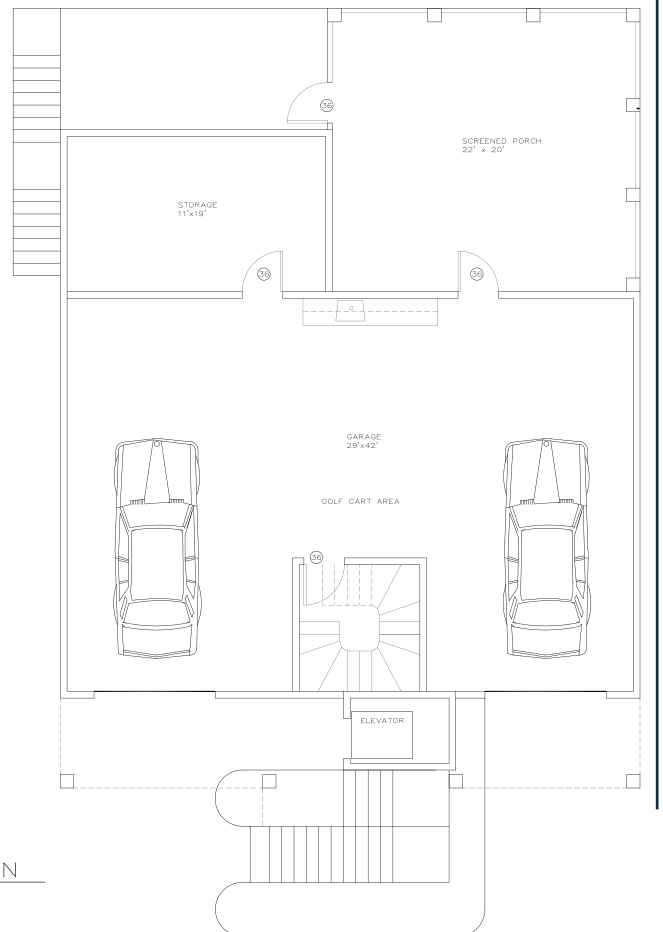 36
SCREENED PORCH
22' x 20'
STORAGE
11'x19'
36
36
GARAGE
29'x42'
GOLF CART AREA
36
ELEVATOR
N